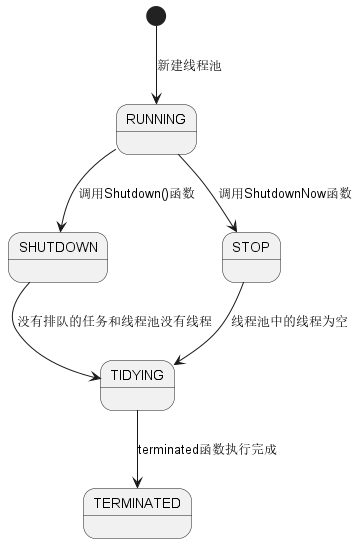 新建线程池
RUNNING
调用Shutdown()函数
调用ShutdownNow函数
SHUTDOWN
STOP
没有排队的任务和线程池没有线程
线程池中的线程为空
TIDYING
terminated函数执行完成
TERMINATED